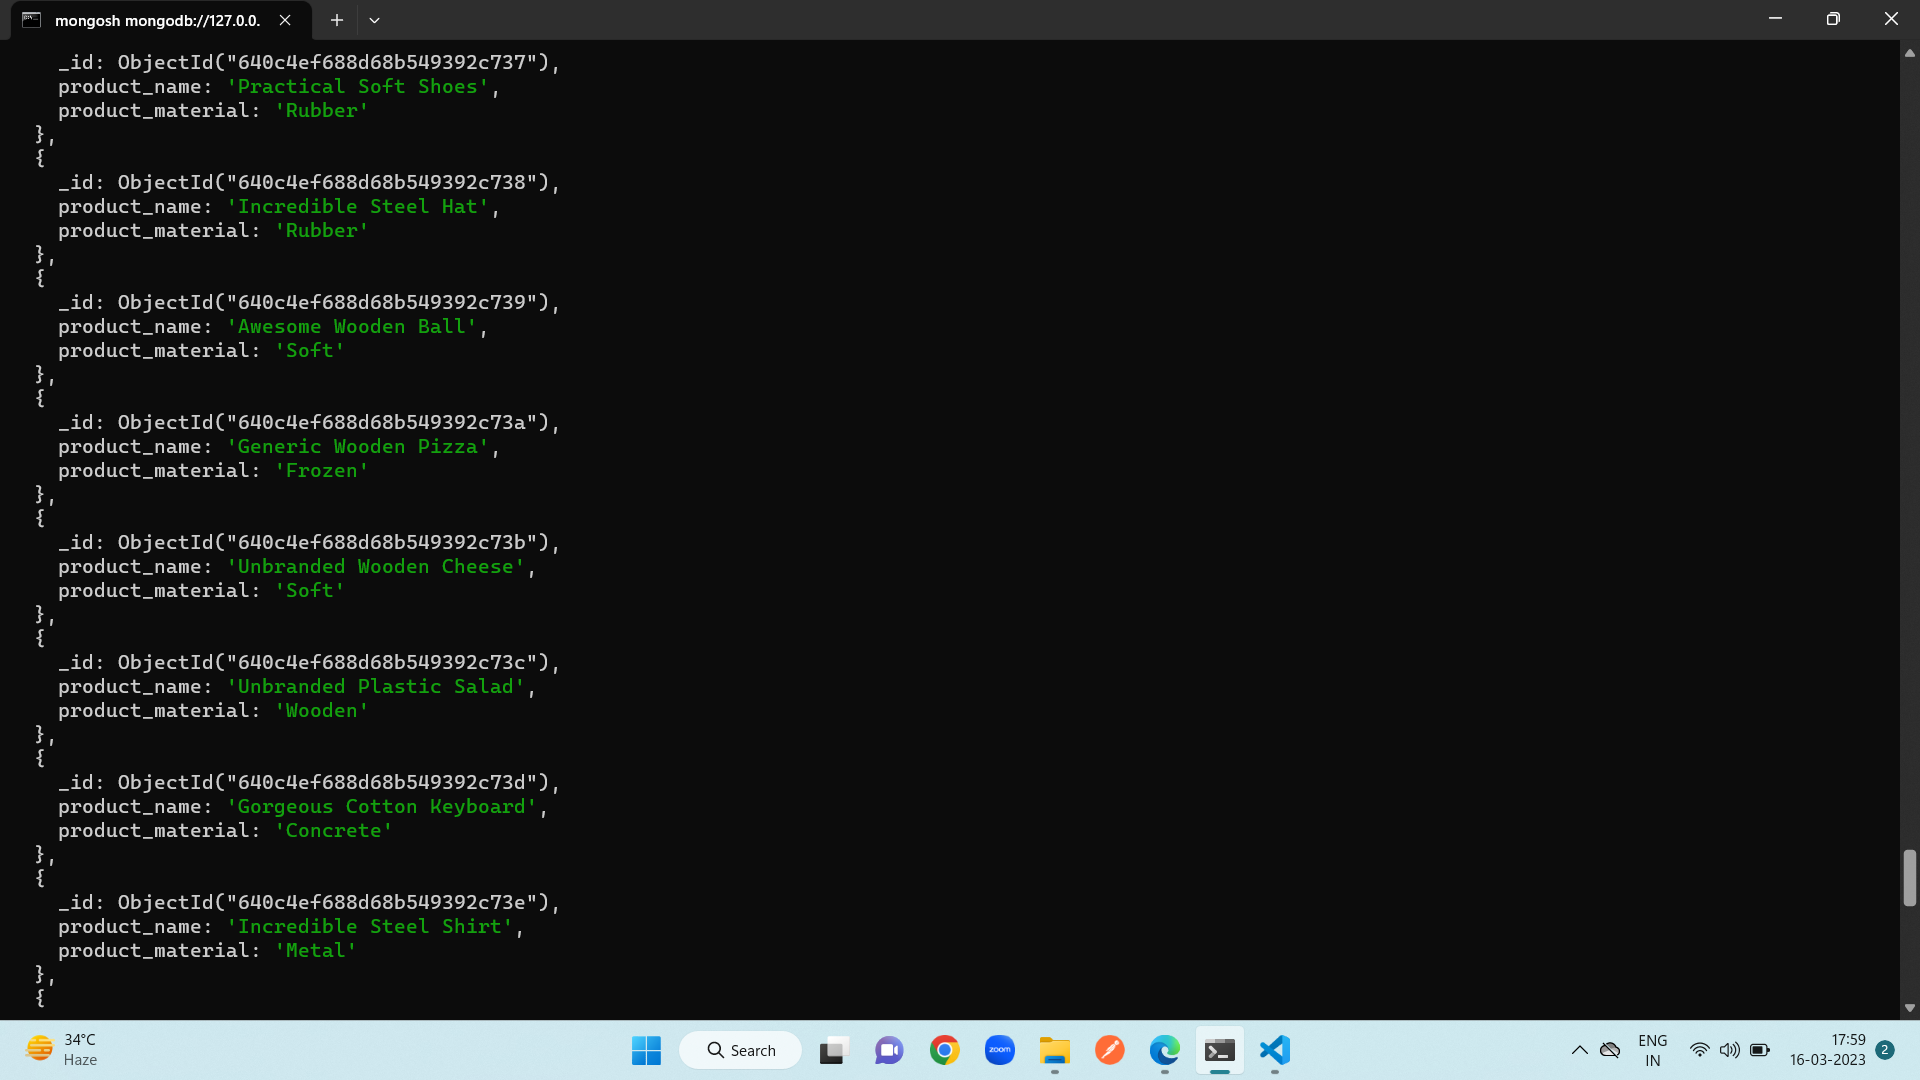 mongosh mongodb://127.0.0.
_id: ObjectId("640c4ef688d68b549392c737"),
product_name: 'Practical Soft Shoes',
product_material: 'Rubber'
},
{
_id: ObjectId("640c4ef688d68b549392c738"),
product_name: 'Incredible Steel Hat',
product_material: 'Rubber'
},
{
_id: ObjectId("640c4ef688d68b549392c739"),
product_name: 'Awesome Wooden Ball',
product_material: 'Soft'
},
{
_id: ObjectId("640c4ef688d68b549392c73a"),
product_name: 'Generic Wooden Pizza',
product_material: 'Frozen'
},
{
_id: ObjectId("640c4ef688d68b549392c73b"),
product_name: 'Unbranded Wooden Cheese',
product_material: 'Soft'
},
{
_id: ObjectId("640c4ef688d68b549392c73c"),
product_name: 'Unbranded Plastic Salad',
product_material: 'Wooden'
},
{
_id: ObjectId("640c4ef688d68b549392c73d"),
product_name: 'Gorgeous Cotton Keyboard',
product_material: 'Concrete'
},
{
_id: ObjectId("640c4ef688d68b549392c73e"),
product_name: 'Incredible Steel Shirt',
product_material: 'Metal'
},
{
34°C
Haze
Search
zoom
ENG
IN
17:59
16-03-2023
2